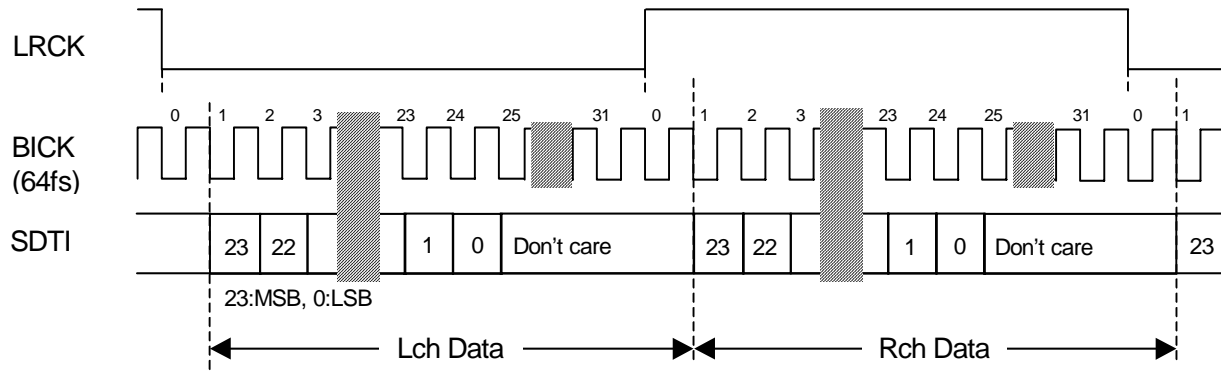 LRCK
0 1 2 3 23 24 25 31 0 1 2 3 23 24 25 31 0 1
BICK
(64fs)
SDTI 23 22 1 0 Don't care 23 22 1 0 Don't care 23
23:MSB, 0:LSB
Lch Data Rch Data